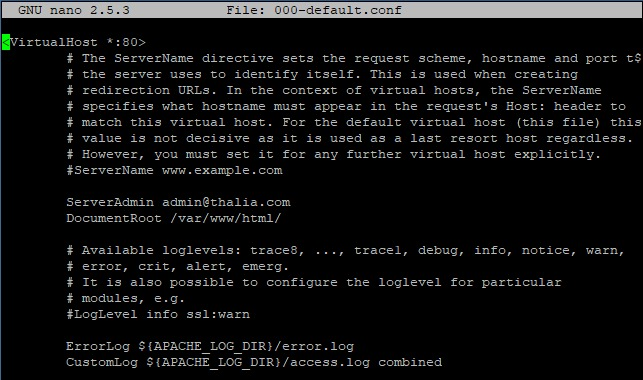 GNU nano 2.5.3 File: 000-default.conf
<VirtualHost *:80>
# The ServerName directive sets the request scheme, hostname and port t$
# the server uses to identify itself. This is used when creating
# redirection URLs. In the context of virtual hosts, the ServerName
# specifies what hostname must appear in the request's Host: header to
# match this virtual host. For the default virtual host (this file) this
# value is not decisive as it is used as a last resort host regardless.
# However, you must set it for any further virtual host explicitly.
#ServerName www.example.com
ServerAdmin admin@thalia.com
DocumentRoot /var/www/html/
# Available loglevels: trace8, ..., trace1, debug, info, notice, warn,
# error, crit, alert, emerg.
# It is also possible to configure the loglevel for particular
# modules, e.g.
#LogLevel info ssl:warn
ErrorLog ${APACHE_LOG_DIR}/error.log
CustomLog ${APACHE_LOG_DIR}/access.log combined